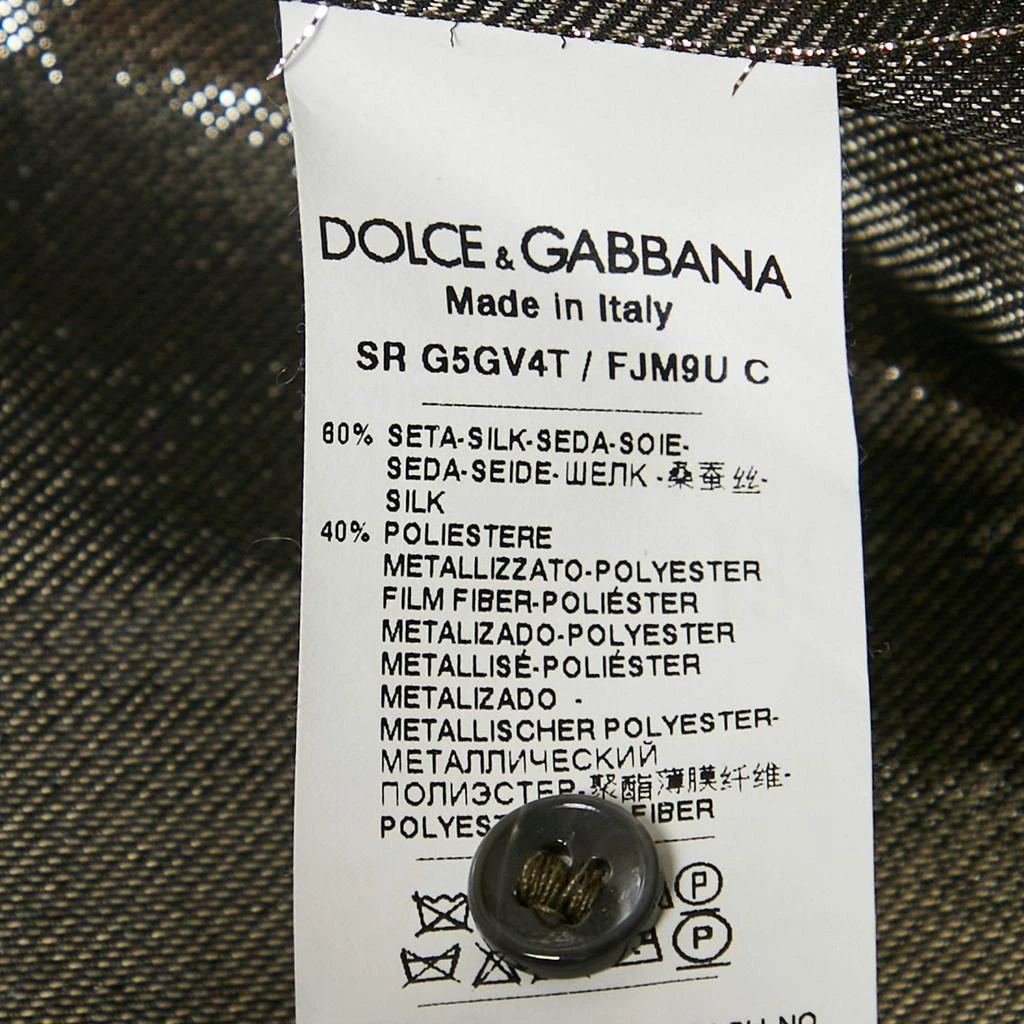 DOLCE & GABBANA
Made in Italy
SR G5GV4T / FJM9U C
60% SETA-SILK-SEDA-SOIE-
SEDA-SEIDE-ШЕЛК-桑蚕丝-
SILK
40% POLIESTERE
METALLIZZATO-POLYESTER
FILM FIBER-POLIÉSTER
METALIZADO-POLYESTER
METALLISÉ-POLIÉSTER
METALIZADO -
METALLISCHER POLYESTER-
МЕТАЛЛИЧЕСКИЙ
ПОЛИЭСТЕР-聚酯薄膜纤维-
FIBER
P
P
NO